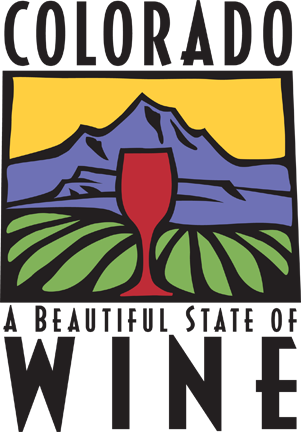 COLORADO
A BEAUTIFUL STATE OF
WINE